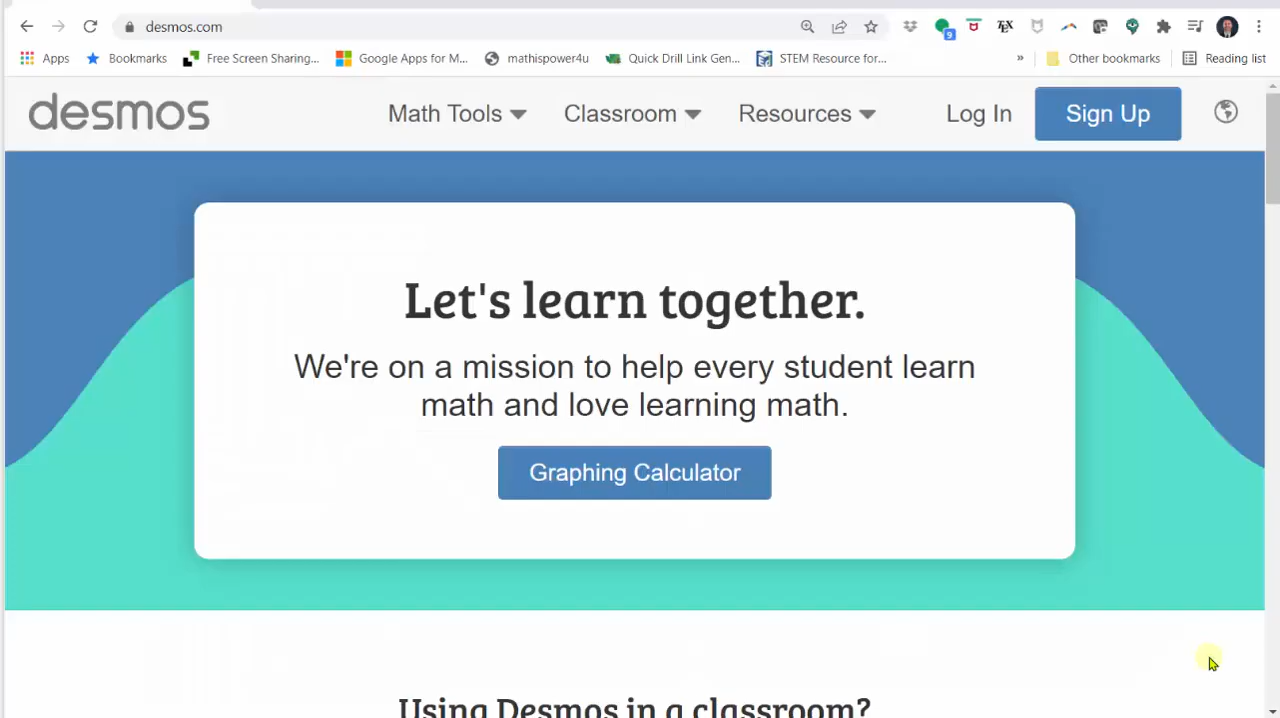 desmos.com
9
TEX
Apps Bookmarks Free Screen Sharing... Google Apps for M... mathispower4u Quick Drill Link Gen... STEM Resource for... » Other bookmarks Reading list
desmos Math Tools Classroom Resources Log In Sign Up
Let's learn together.
We're on a mission to help every student learn
math and love learning math.
Graphing Calculator
Using Desmos in a classroom?